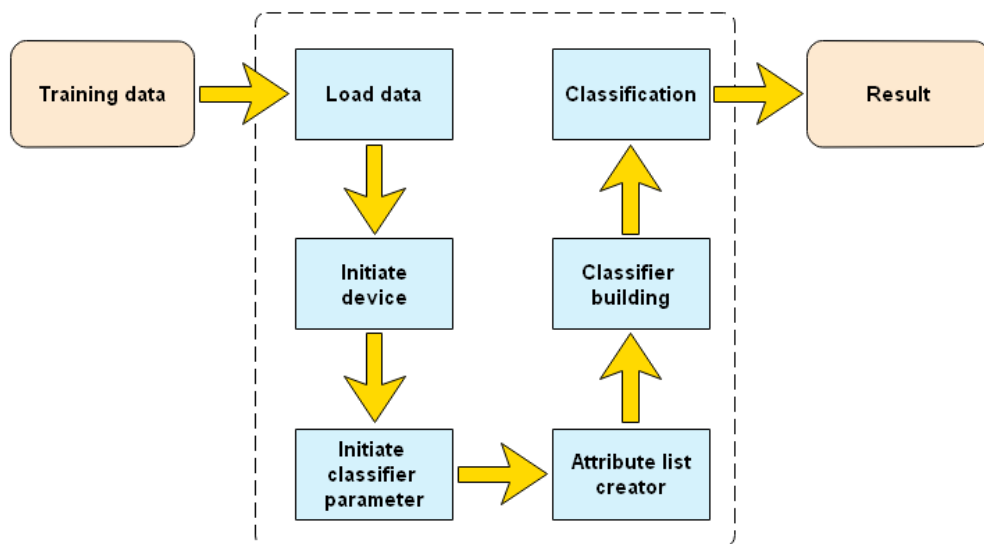 Training data
Load data
Initiate
device
Initiate
classifier
parameter
Attribute list
creator
Classifier
building
Classification
Result